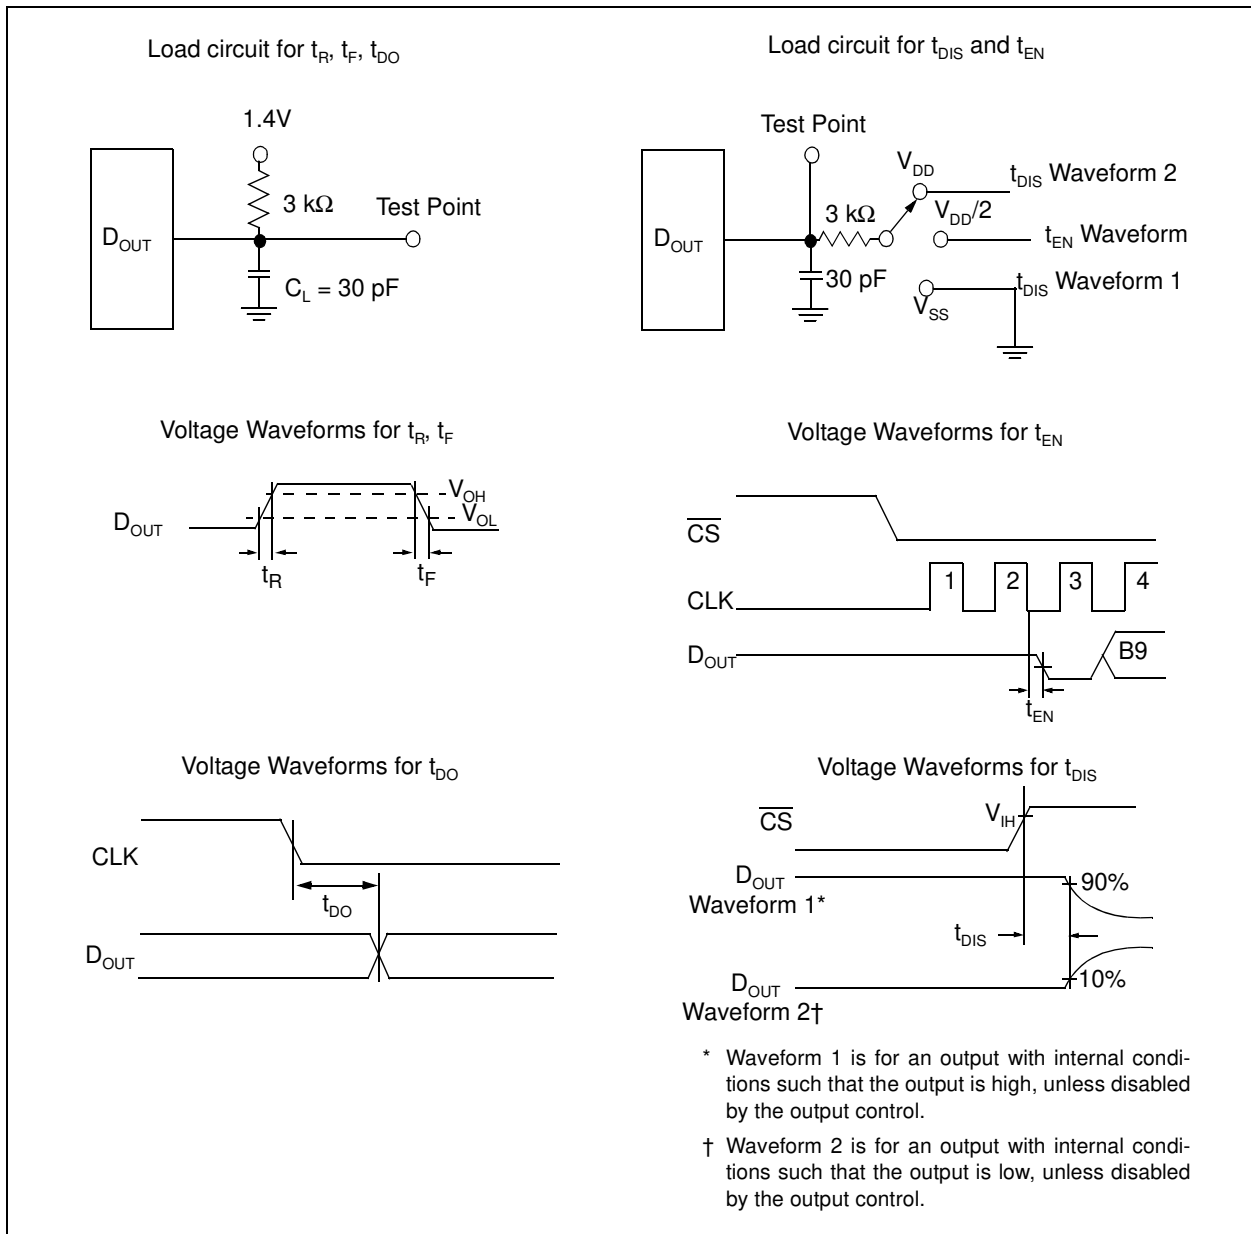 Load circuit for tR, tF, tDO
1.4V
3 kΩ
Test Point
DOUT
CL = 30 pF
Load circuit for tDIS and tEN
Test Point
VDD
tDIS Waveform 2
3 kΩ
VDD/2
DOUT
tEN Waveform
30 pF
tDIS Waveform 1
VSS
Voltage Waveforms for tR, tF
VOH
DOUT
VOL
tR
tF
Voltage Waveforms for tEN
CS
1 2 3 4
CLK
DOUT
B9
tEN
Voltage Waveforms for tDO
CLK
tDO
DOUT
Voltage Waveforms for tDIS
CS
VIH
DOUT
90%
Waveform 1*
tDIS
DOUT
10%
Waveform 2†
* Waveform 1 is for an output with internal condi-
tions such that the output is high, unless disabled
by the output control.
† Waveform 2 is for an output with internal condi-
tions such that the output is low, unless disabled
by the output control.